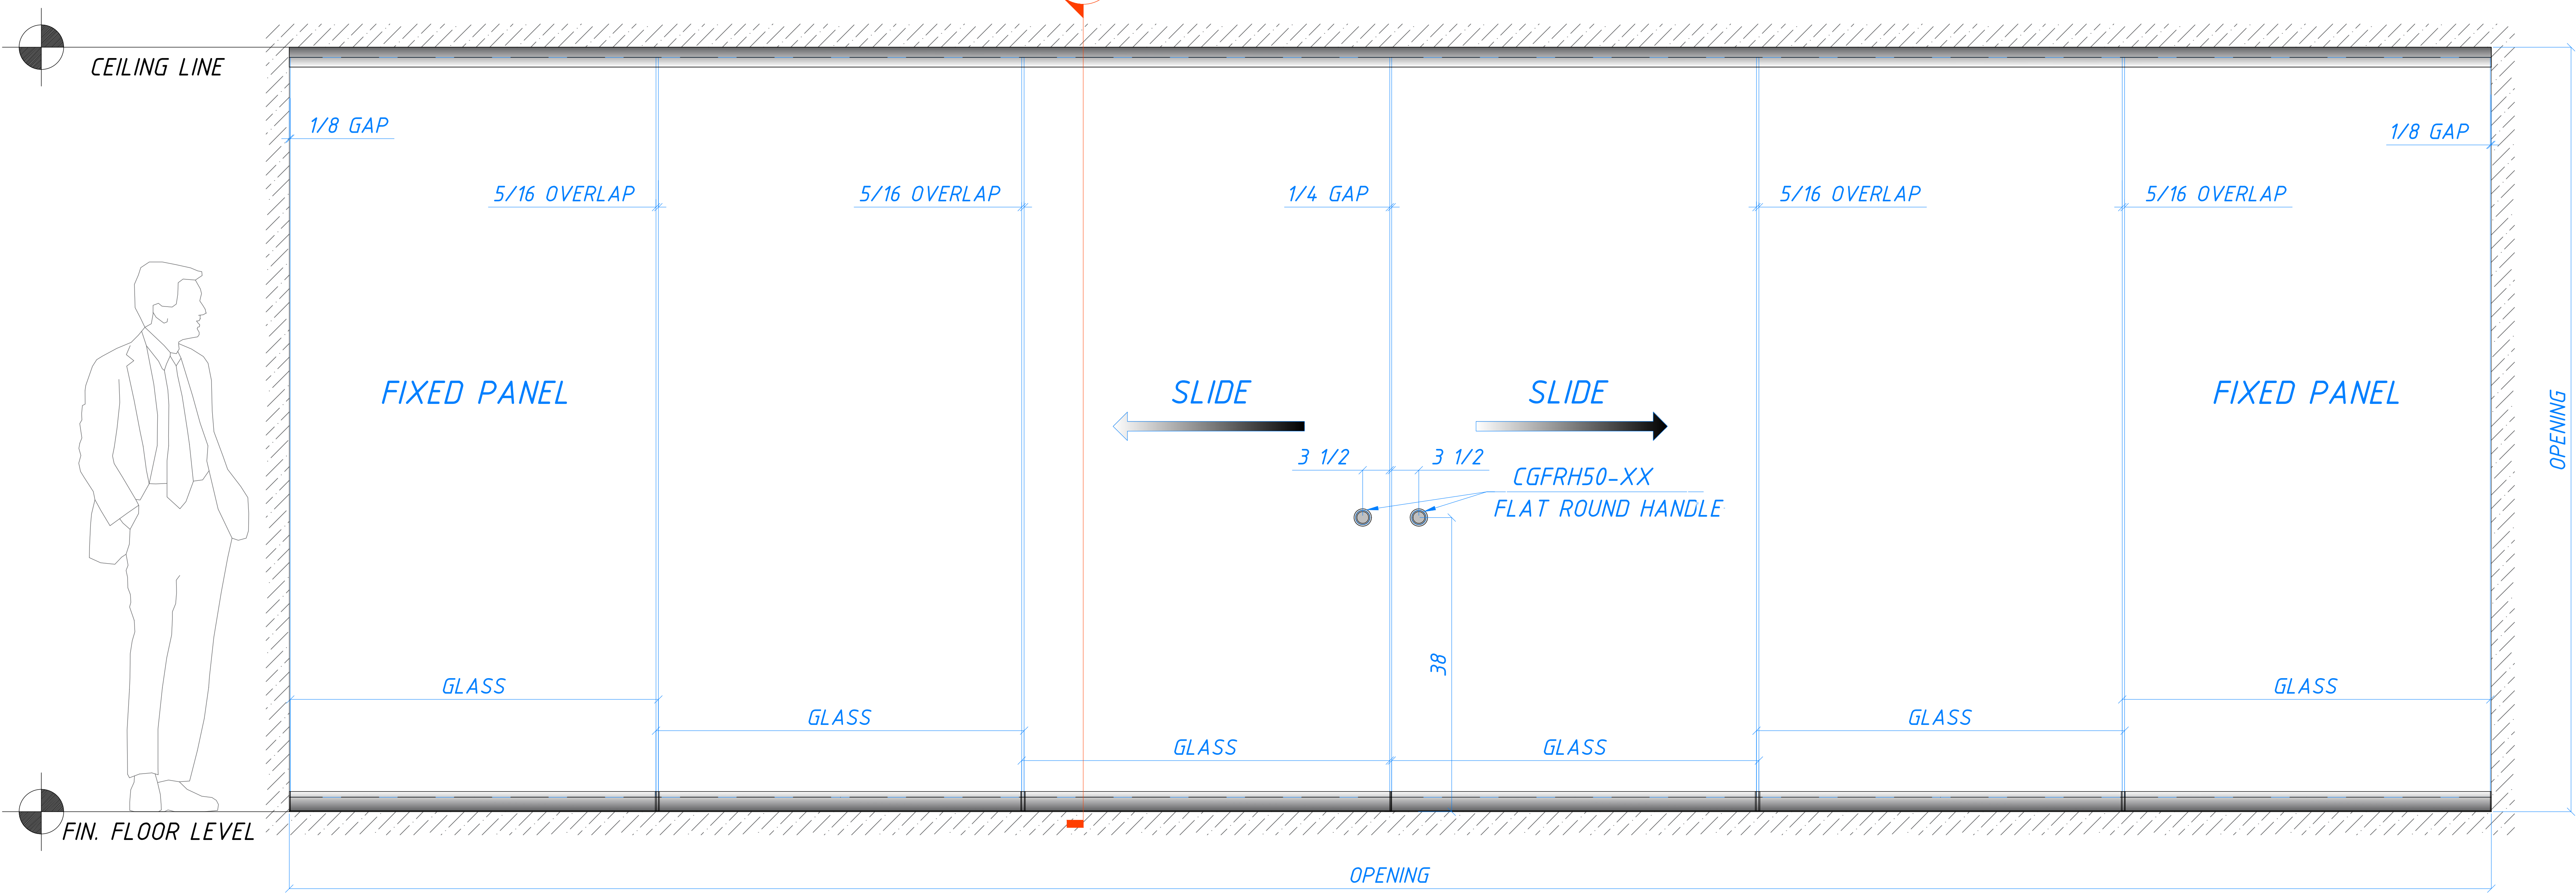 CEILING LINE
1/8 GAP
1/8 GAP
5/16 OVERLAP
5/16 OVERLAP
1/4 GAP
5/16 OVERLAP
5/16 OVERLAP
FIXED PANEL
SLIDE
SLIDE
FIXED PANEL
OPENING
3 1/2
3 1/2
CGFRH50-XX
FLAT ROUND HANDLE
38
GLASS
GLASS
GLASS
GLASS
GLASS
GLASS
FIN. FLOOR LEVEL
OPENING